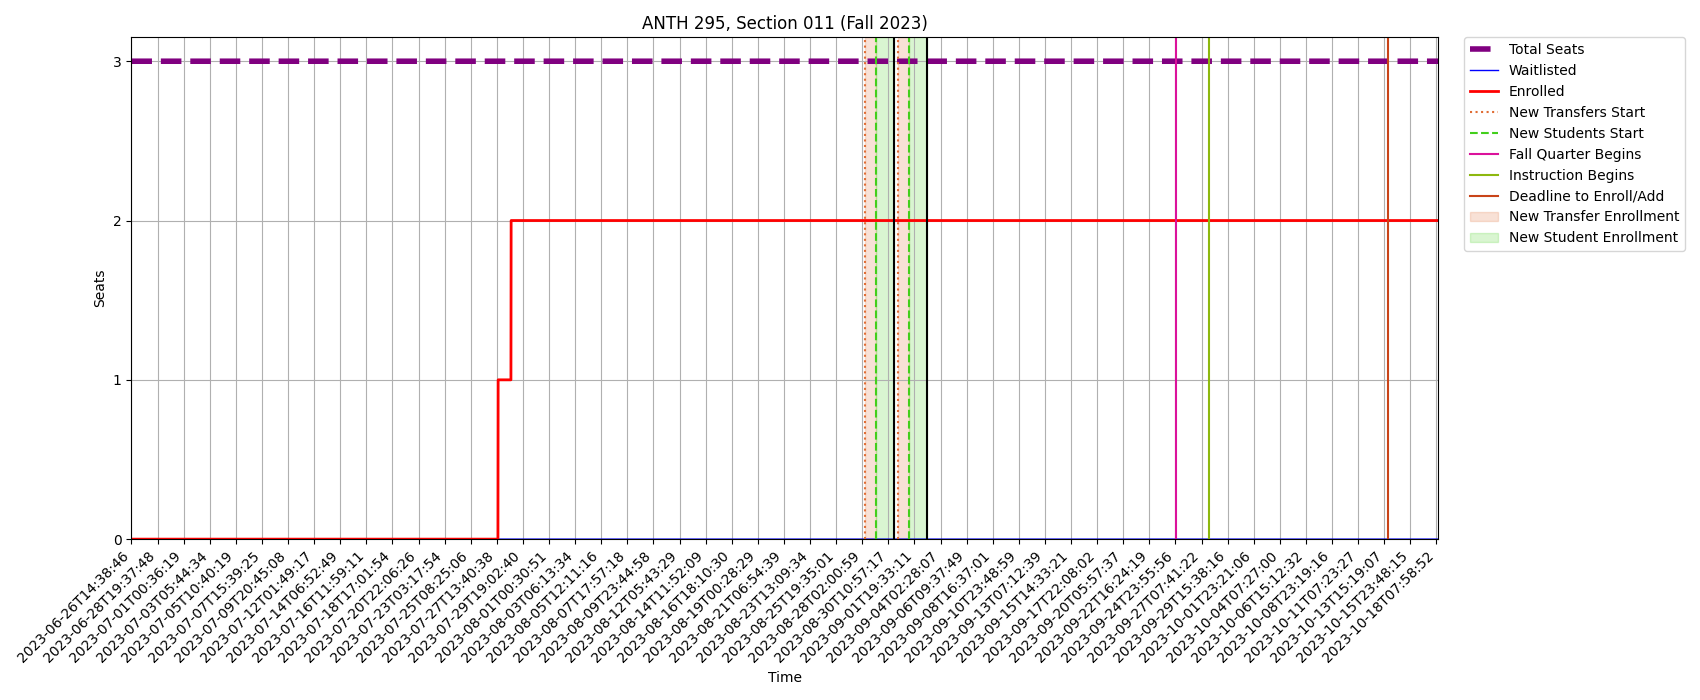 ANTH 295, Section 011 (Fall 2023)
Seats
3
2
1
0
2023-06-26T14:38:46
2023-06-28T19:37:48
2023-07-01T00:36:19
2023-07-03T05:44:34
2023-07-05T10:40:19
2023-07-07T15:39:25
2023-07-09T20:45:08
2023-07-12T01:49:17
2023-07-14T06:52:49
2023-07-16T11:59:11
2023-07-18T17:01:54
2023-07-20T22:06:26
2023-07-23T03:17:54
2023-07-25T08:25:06
2023-07-27T13:40:38
2023-07-29T19:02:40
2023-08-01T00:30:51
2023-08-03T06:13:34
2023-08-05T12:11:16
2023-08-07T17:57:18
2023-08-09T23:44:58
2023-08-12T05:43:29
2023-08-14T11:52:09
2023-08-16T18:10:30
2023-08-19T00:28:29
2023-08-21T06:54:39
2023-08-23T13:09:34
2023-08-25T19:35:01
2023-08-28T02:00:59
2023-08-30T10:57:17
2023-09-01T19:33:11
2023-09-04T02:28:07
2023-09-06T09:37:49
2023-09-08T16:37:01
2023-09-10T23:48:59
2023-09-13T07:12:39
2023-09-15T14:33:21
2023-09-17T22:08:02
2023-09-20T05:57:37
2023-09-22T16:24:19
2023-09-24T23:55:56
2023-09-27T07:41:22
2023-09-29T15:38:16
2023-10-01T23:21:06
2023-10-04T07:27:00
2023-10-06T15:12:32
2023-10-08T23:19:16
2023-10-11T07:23:27
2023-10-13T15:19:07
2023-10-15T23:48:15
2023-10-18T07:58:52
Time
Total Seats
Waitlisted
Enrolled
New Transfers Start
New Students Start
Fall Quarter Begins
Instruction Begins
Deadline to Enroll/Add
New Transfer Enrollment
New Student Enrollment